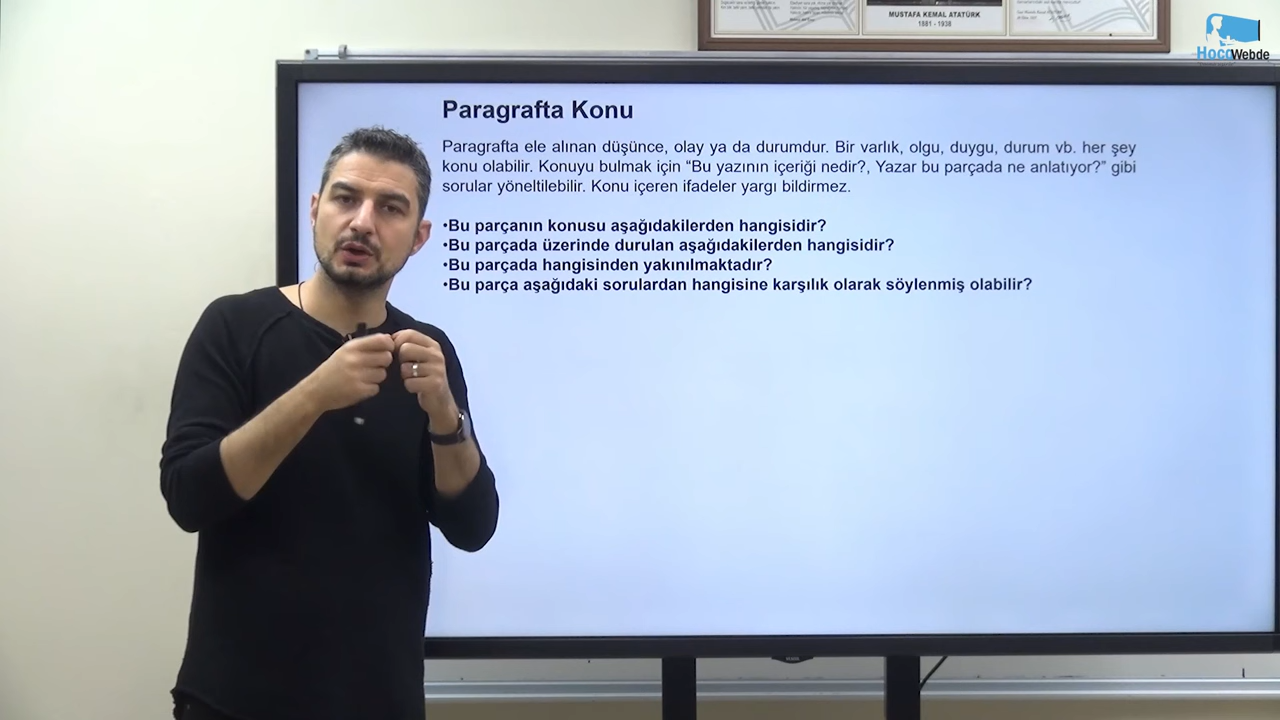 MUSTAFA KEMAL ATATÜRK
1881 - 1938
HocaWebde
Paragrafta Konu
Paragrafta ele alınan düşünce, olay ya da durumdur. Bir varlık, olgu, duygu, durum vb. her şey
konu olabilir. Konuyu bulmak için “Bu yazının içeriği nedir?, Yazar bu parçada ne anlatıyor?” gibi
sorular yöneltilebilir. Konu içeren ifadeler yargı bildirmez.
•Bu parçanın konusu aşağıdakilerden hangisidir?
•Bu parçada üzerinde durulan aşağıdakilerden hangisidir?
•Bu parçada hangisinden yakınılmaktadır?
•Bu parça aşağıdaki sorulardan hangisine karşılık olarak söylenmiş olabilir?